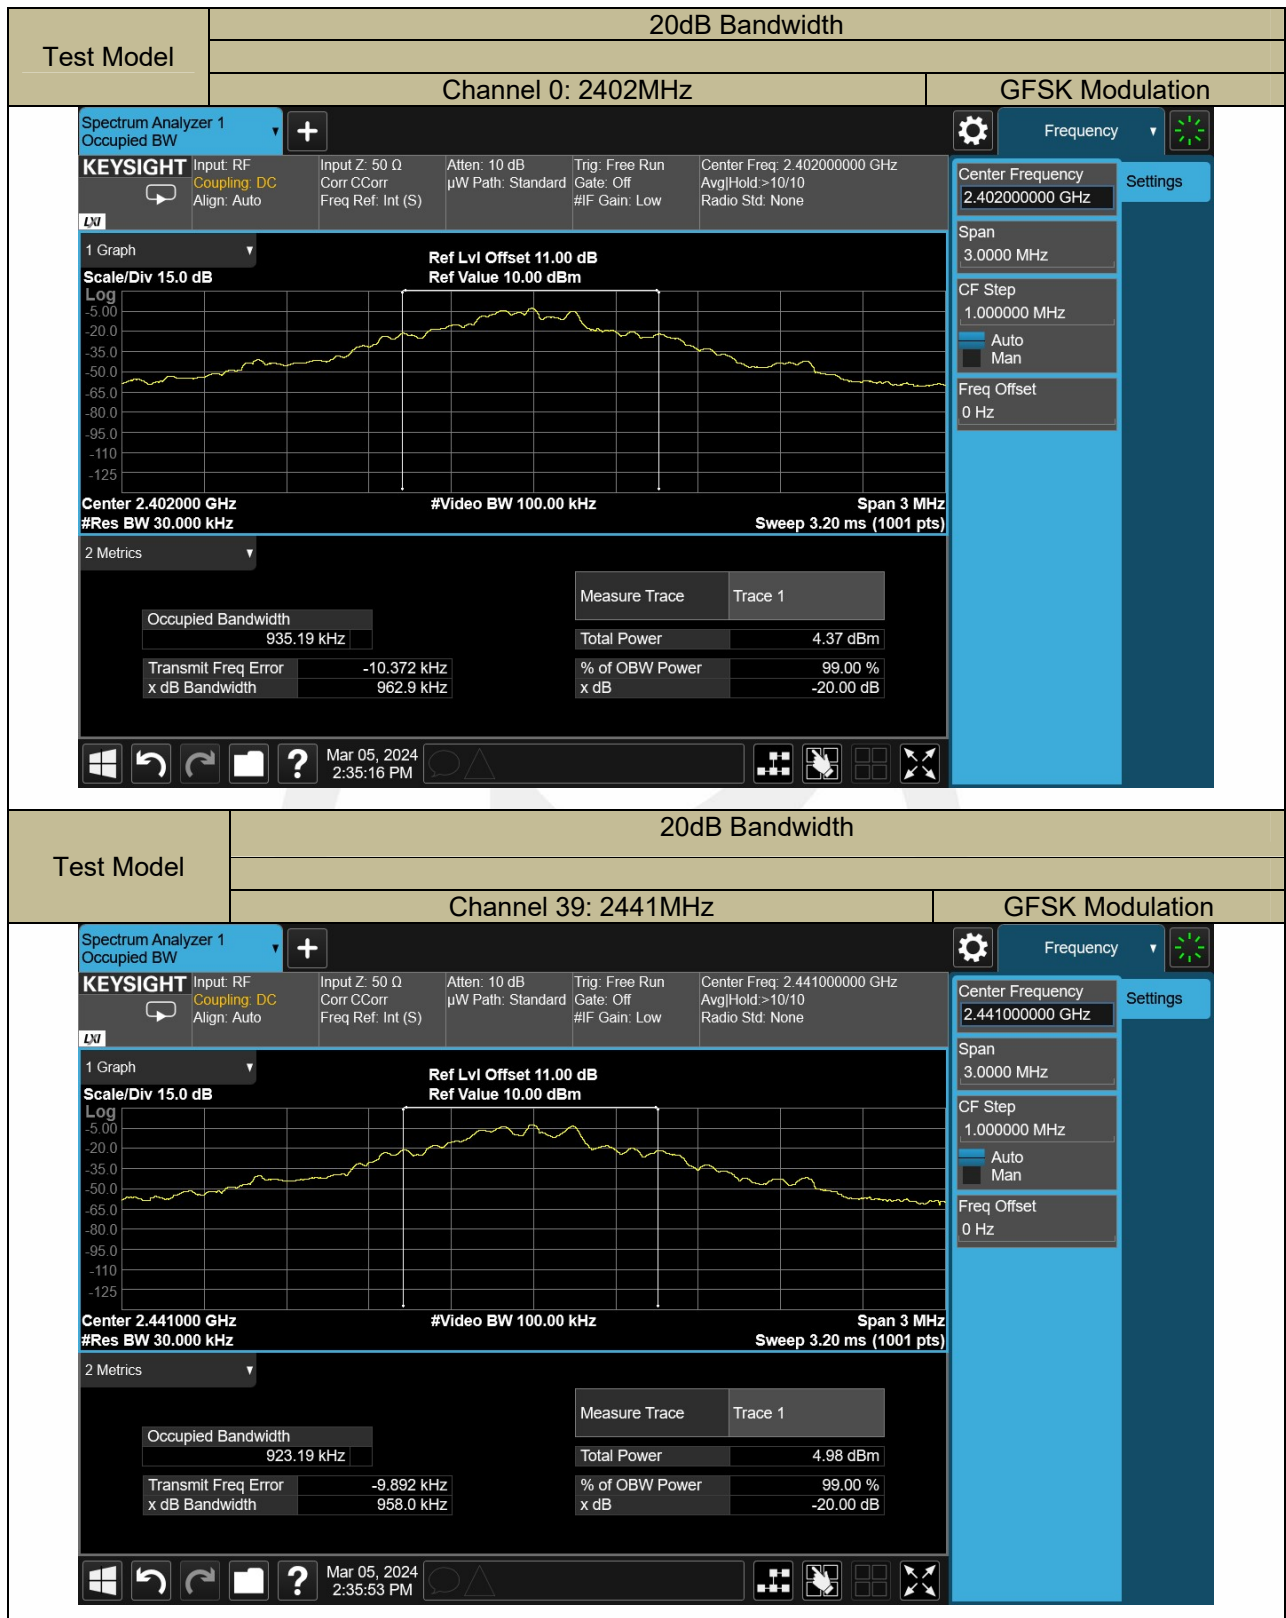 20dB Bandwidth
Test Model
Channel 0: 2402MHz
GFSK Modulation
Spectrum Analyzer 1
Occupied BW
Frequency
KEYSIGHT
Input: RF
Coupling: DC
Align: Auto
Input Z: 50 Ω
Corr CCorr
Freq Ref: Int (S)
Atten: 10 dB
µW Path: Standard
Trig: Free Run
Gate: Off
#IF Gain: Low
Center Freq: 2.402000000 GHz
Avg|Hold:>10/10
Radio Std: None
LXI
Center Frequency
2.402000000 GHz
Settings
Span
3.0000 MHz
CF Step
1.000000 MHz
Auto
Man
Freq Offset
0 Hz
1 Graph
Scale/Div 15.0 dB
Ref Lvl Offset 11.00 dB
Ref Value 10.00 dBm
Log
-5.00
-20.0
-35.0
-50.0
-65.0
-80.0
-95.0
-110
-125
Center 2.402000 GHz
#Video BW 100.00 kHz
Span 3 MHz
#Res BW 30.000 kHz
Sweep 3.20 ms (1001 pts)
2 Metrics
Measure Trace
Trace 1
Occupied Bandwidth
935.19 kHz
Total Power
4.37 dBm
Transmit Freq Error
-10.372 kHz
% of OBW Power
99.00 %
x dB Bandwidth
962.9 kHz
x dB
-20.00 dB
?
Mar 05, 2024
2:35:16 PM
20dB Bandwidth
Test Model
Channel 39: 2441MHz
GFSK Modulation
Spectrum Analyzer 1
Occupied BW
Frequency
KEYSIGHT
Input: RF
Coupling: DC
Align: Auto
Input Z: 50 Ω
Corr CCorr
Freq Ref: Int (S)
Atten: 10 dB
µW Path: Standard
Trig: Free Run
Gate: Off
#IF Gain: Low
Center Freq: 2.441000000 GHz
Avg|Hold:>10/10
Radio Std: None
LXI
Center Frequency
2.441000000 GHz
Settings
Span
3.0000 MHz
CF Step
1.000000 MHz
Auto
Man
Freq Offset
0 Hz
1 Graph
Scale/Div 15.0 dB
Ref Lvl Offset 11.00 dB
Ref Value 10.00 dBm
Log
-5.00
-20.0
-35.0
-50.0
-65.0
-80.0
-95.0
-110
-125
Center 2.441000 GHz
#Video BW 100.00 kHz
Span 3 MHz
#Res BW 30.000 kHz
Sweep 3.20 ms (1001 pts)
2 Metrics
Measure Trace
Trace 1
Occupied Bandwidth
923.19 kHz
Total Power
4.98 dBm
Transmit Freq Error
-9.892 kHz
% of OBW Power
99.00 %
x dB Bandwidth
958.0 kHz
x dB
-20.00 dB
?
Mar 05, 2024
2:35:53 PM